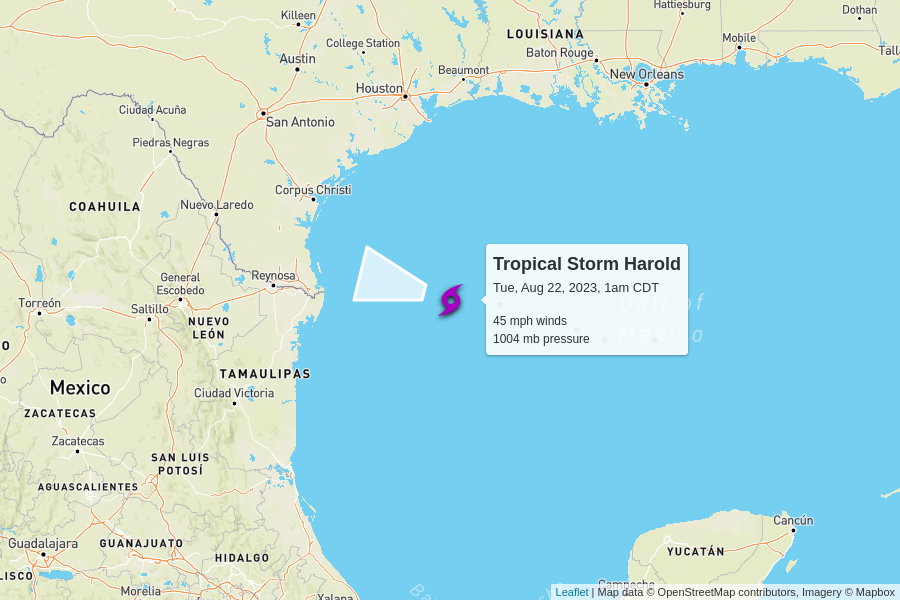 Killeen
Hattiesburg
Dothan
LOUISIANA
College Station
Mobile
Baton Rouge
Austin
Beaumont
New Orleans
Houston
Ciudad Acuña
San Antonio
Piedras Negras
Corpus Christi
COAHUILA
Nuevo Laredo
Tropical Storm Harold
Tue, Aug 22, 2023, 1am CDT
45 mph winds
1004 mb pressure
Gulf of
Mexico
General
Escobedo
Reynosa
Torreón
Saltillo
NUEVO
LEÓN
TAMAULIPAS
Mexico
Ciudad Victoria
ZACATECAS
Zacatecas
SAN LUIS
POTOSÍ
AGUASCALIENTES
Cancún
Guadalajara
GUANAJUATO
HIDALGO
YUCATÁN
Campeche
Morelia
Xalapa
Leaflet | Map data © OpenStreetMap contributors, Imagery © Mapbox